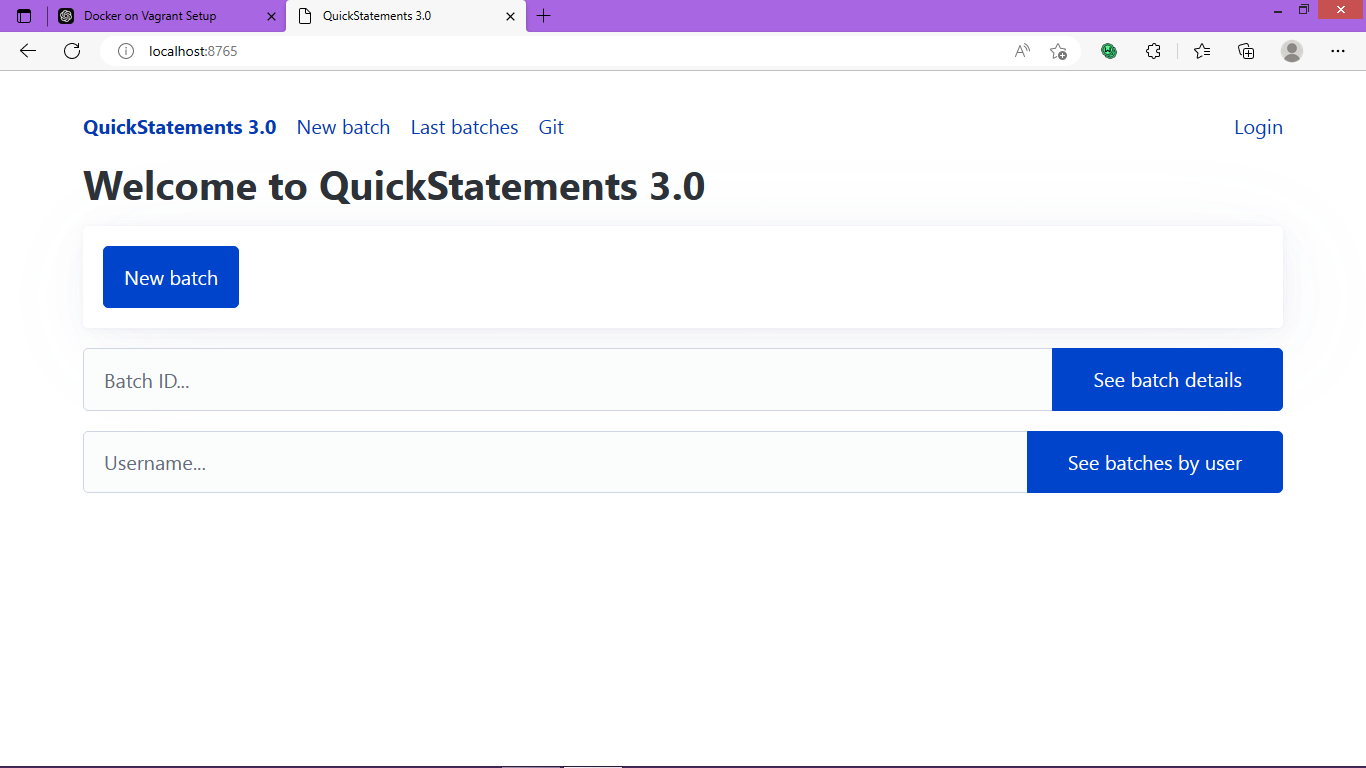 Docker on Vagrant Setup
QuickStatements 3.0
localhost:8765
QuickStatements 3.0 New batch Last batches Git Login
Welcome to QuickStatements 3.0
New batch
Batch ID... See batch details
Username... See batches by user